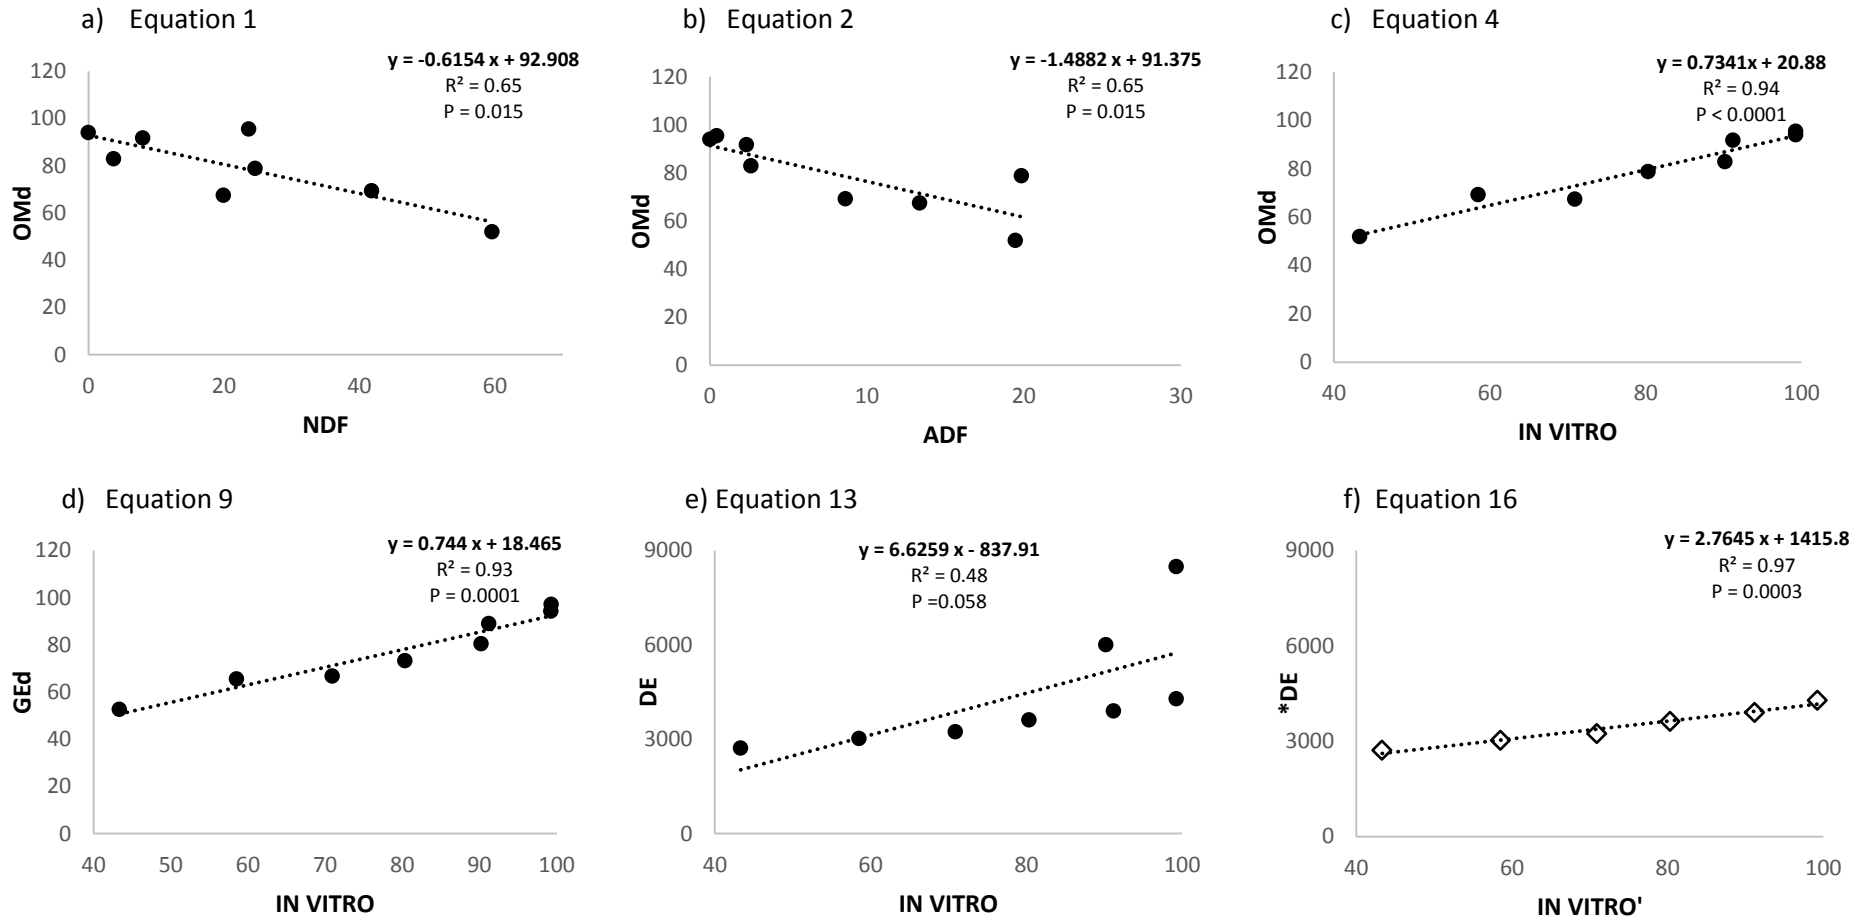 a) Equation 1
y = -0.6154 x + 92.908
R² = 0.65
P = 0.015
120
100
80
60
40
20
0
OMd
0 20 40 60
NDF
b) Equation 2
y = -1.4882 x + 91.375
R² = 0.65
P = 0.015
120
100
80
60
40
20
0
OMd
0 10 20 30
ADF
c) Equation 4
y = 0.7341x + 20.88
R² = 0.94
P < 0.0001
120
100
80
60
40
20
0
OMd
40 60 80 100
IN VITRO
d) Equation 9
y = 0.744 x + 18.465
R² = 0.93
P = 0.0001
120
100
80
60
40
20
0
GEd
40 50 60 70 80 90 100
IN VITRO
e) Equation 13
y = 6.6259 x - 837.91
R² = 0.48
P =0.058
9000
6000
3000
0
DE
40 60 80 100
IN VITRO
f) Equation 16
y = 2.7645 x + 1415.8
R² = 0.97
P = 0.0003
9000
6000
3000
0
*DE
40 60 80 100
IN VITRO'